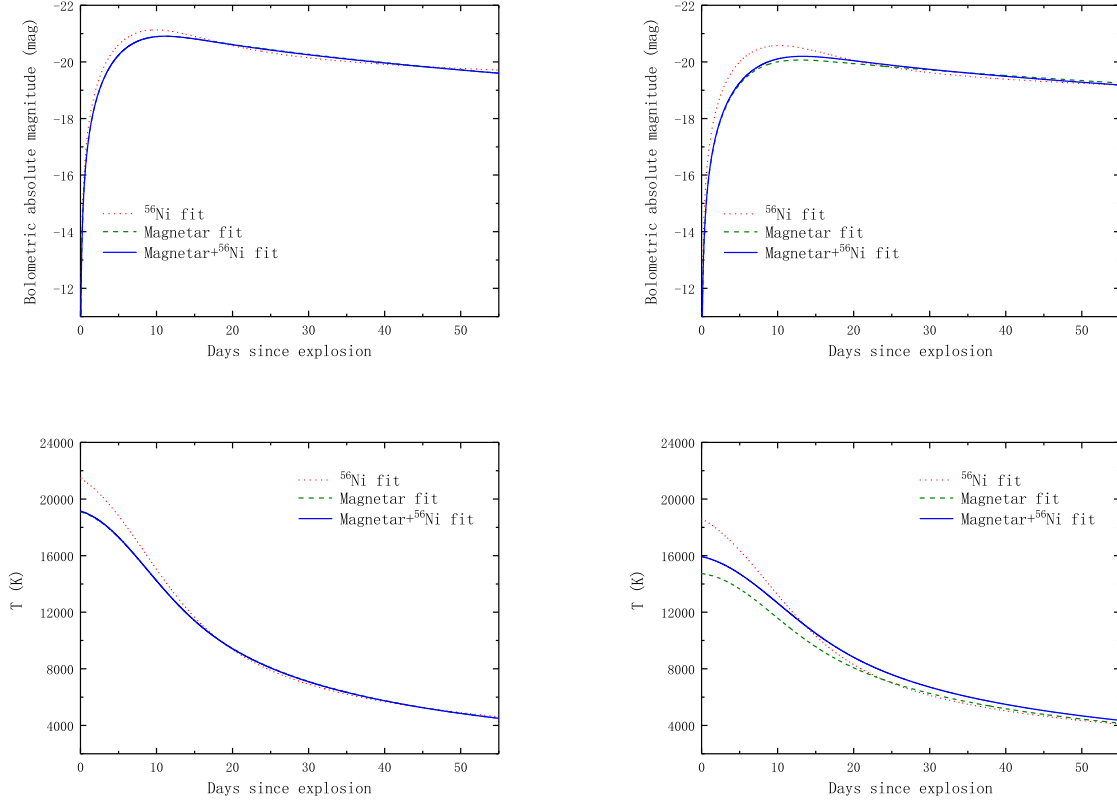 -22
-20
-18
-16
-14
-12
Bolometric absolute magnitude (mag)
⁵⁶Ni fit
Magnetar fit
Magnetar+⁵⁶Ni fit
0 10 20 30 40 50
Days since explosion
-22
-20
-18
-16
-14
-12
Bolometric absolute magnitude (mag)
⁵⁶Ni fit
Magnetar fit
Magnetar+⁵⁶Ni fit
0 10 20 30 40 50
Days since explosion
24000
20000
16000
12000
8000
4000
T (K)
⁵⁶Ni fit
Magnetar fit
Magnetar+⁵⁶Ni fit
0 10 20 30 40 50
Days since explosion
24000
20000
16000
12000
8000
4000
T (K)
⁵⁶Ni fit
Magnetar fit
Magnetar+⁵⁶Ni fit
0 10 20 30 40 50
Days since explosion